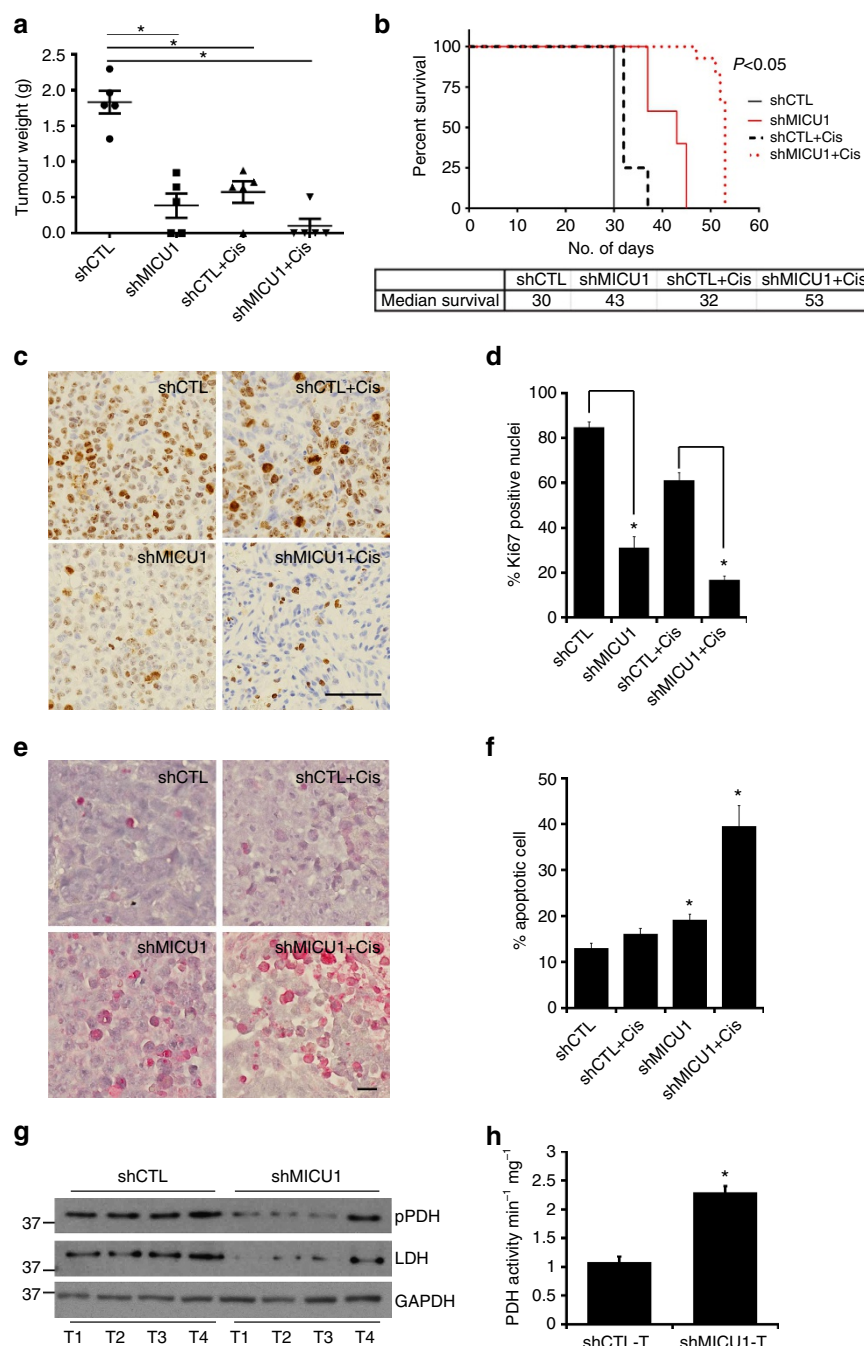 a
*
*
*
2.5
2.0
1.5
1.0
0.5
0.0
Tumour weight (g)
shCTL
shMICU1
shCTL+Cis
shMICU1+Cis
b
100
75
50
25
0
Percent survival
0 10 20 30 40 50 60
No. of days
P<0.05
shCTL
shMICU1
shCTL+Cis
shMICU1+Cis
shCTL shMICU1 shCTL+Cis shMICU1+Cis
Median survival 30 43 32 53
c
shCTL
shCTL+Cis
shMICU1
shMICU1+Cis
d
100
80
60
40
20
0
% Ki67 positive nuclei
*
*
shCTL
shMICU1
shCTL+Cis
shMICU1+Cis
e
shCTL
shCTL+Cis
shMICU1
shMICU1+Cis
f
50
40
30
20
10
0
% apoptotic cell
*
*
shCTL
shCTL+Cis
shMICU1
shMICU1+Cis
g
shCTL shMICU1
37
pPDH
37
LDH
37
GAPDH
T1 T2 T3 T4 T1 T2 T3 T4
h
3
2.5
2
1.5
1
0.5
0
PDH activity min⁻¹ mg⁻¹
*
shCTL-T shMICU1-T